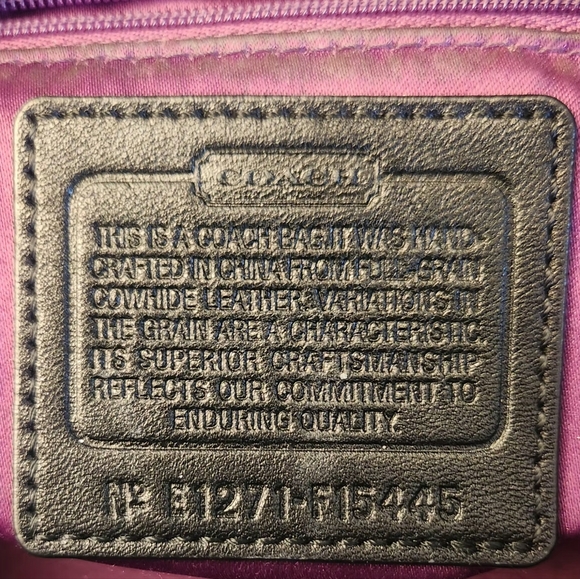 COACH
THIS IS A COACH BAG. IT WAS HAND-
CRAFTED IN CHINA FROM FULL-GRAIN
COWHIDE LEATHER. VARIATIONS IN
THE GRAIN ARE A CHARACTERISTIC.
ITS SUPERIOR CRAFTSMANSHIP
REFLECTS OUR COMMITMENT TO
ENDURING QUALITY.
No B1271-F15445